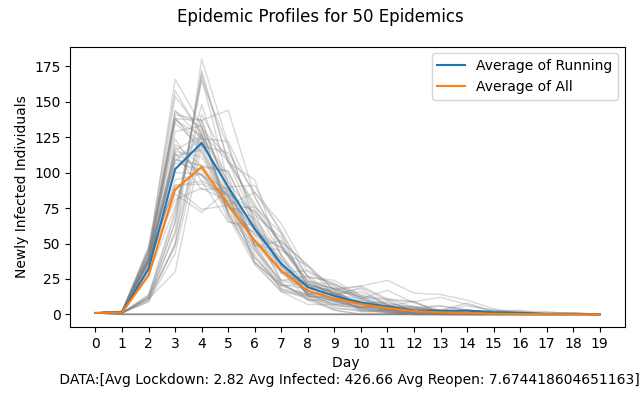 Epidemic Profiles for 50 Epidemics
Newly Infected Individuals
175
150
125
100
75
50
25
0
Average of Running
Average of All
0 1 2 3 4 5 6 7 8 9 10 11 12 13 14 15 16 17 18 19
Day
DATA:[Avg Lockdown: 2.82 Avg Infected: 426.66 Avg Reopen: 7.674418604651163]